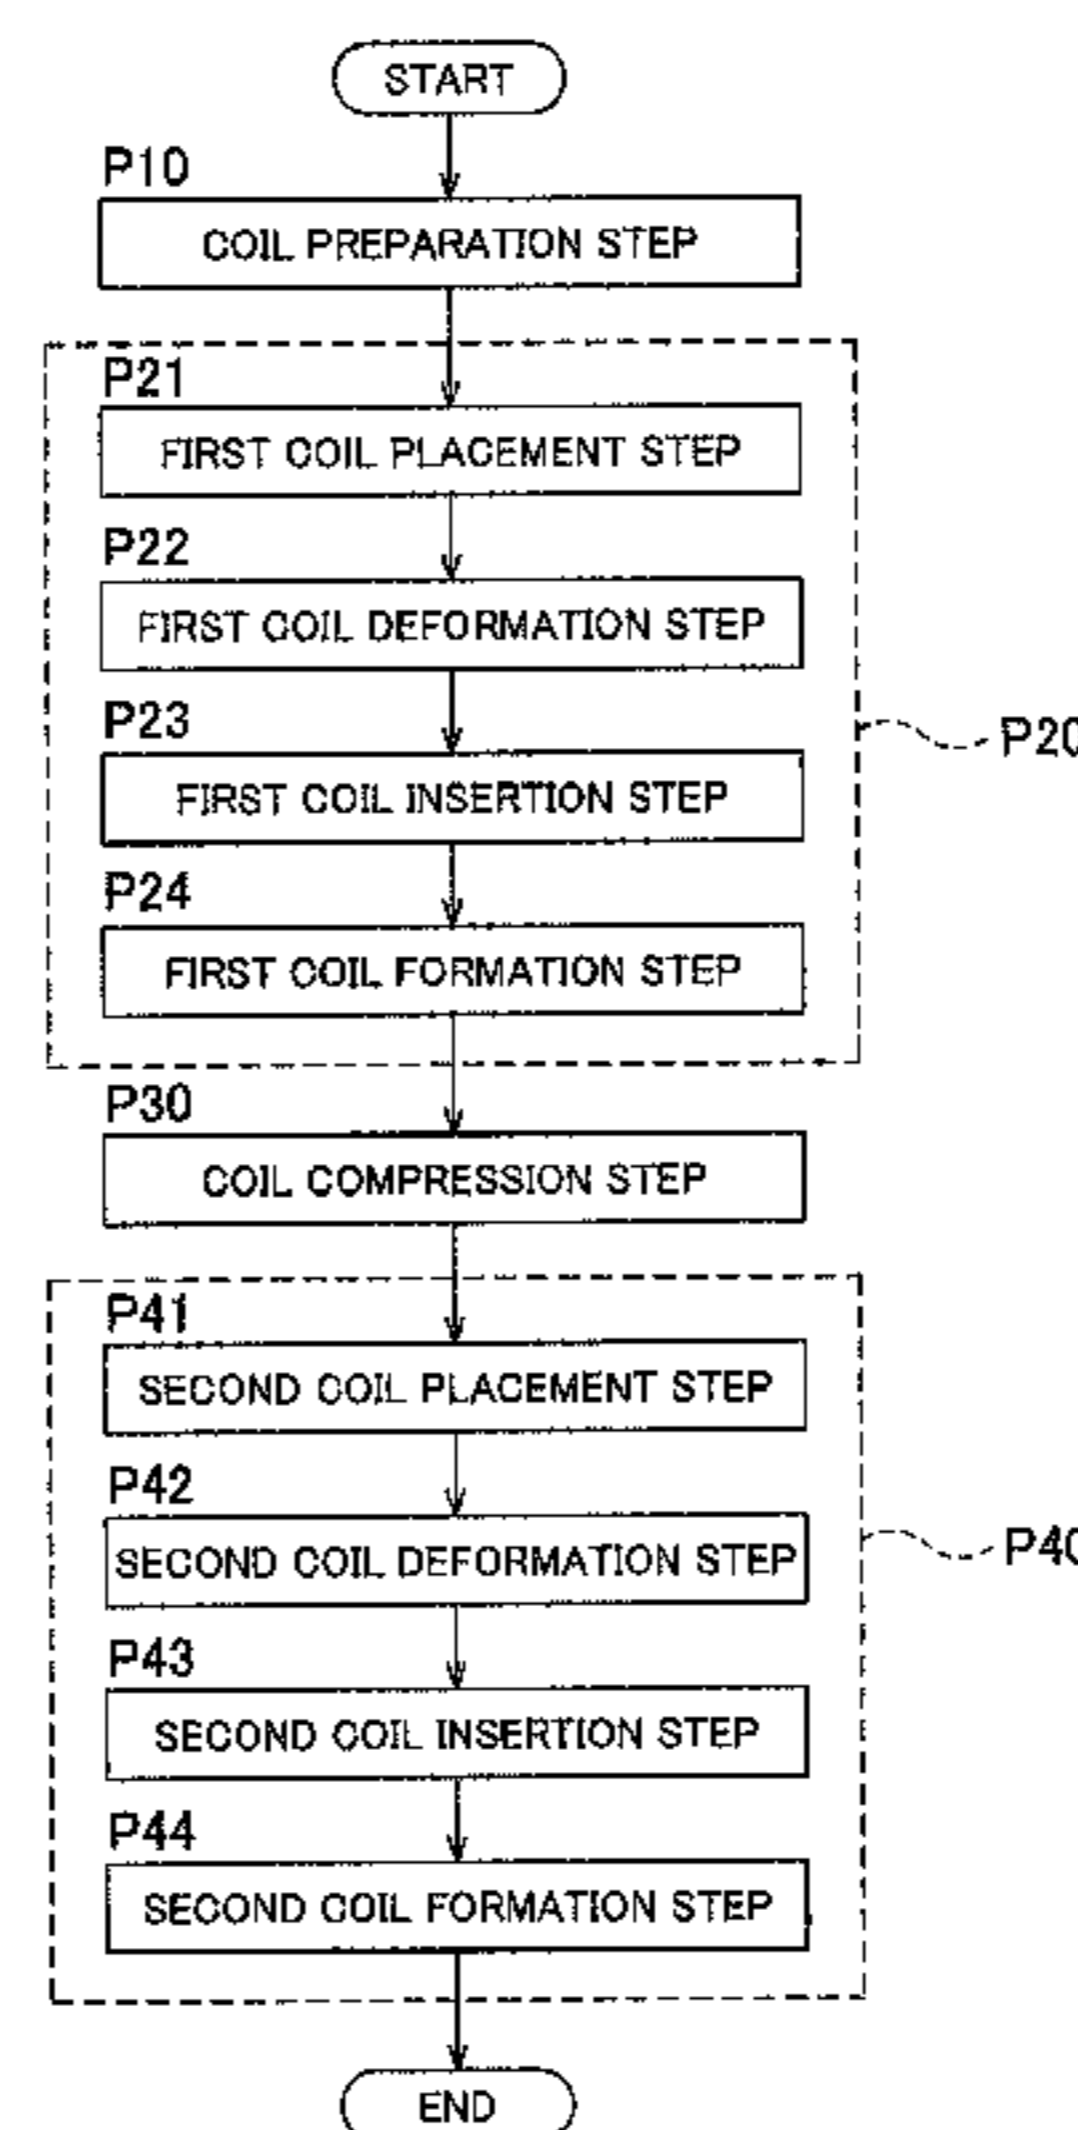 START
P10
COIL PREPARATION STEP
P21
FIRST COIL PLACEMENT STEP
P22
FIRST COIL DEFORMATION STEP
P23
FIRST COIL INSERTION STEP
P20
P24
FIRST COIL FORMATION STEP
P30
COIL COMPRESSION STEP
P41
SECOND COIL PLACEMENT STEP
P42
SECOND COIL DEFORMATION STEP
P40
P43
SECOND COIL INSERTION STEP
P44
SECOND COIL FORMATION STEP
END